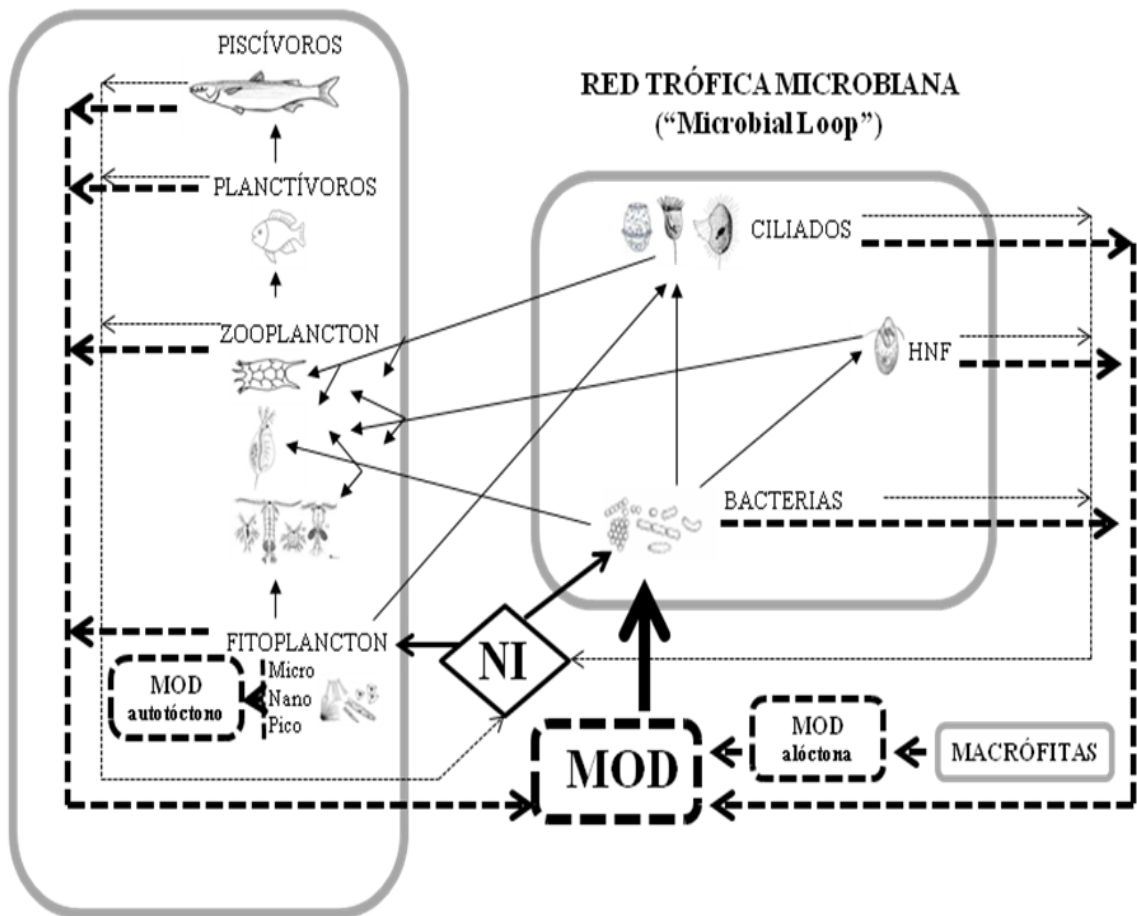 PISCÍVOROS
PLANCTÍVOROS
ZOOPLANCTON
FITOPLANCTON
Micro
Nano
Pico
MOD
autotóctono
RED TRÓFICA MICROBIANA
(“Microbial Loop”)
CILIADOS
HNF
BACTERIAS
NI
MOD
MOD
alóctona
MACRÓFITAS